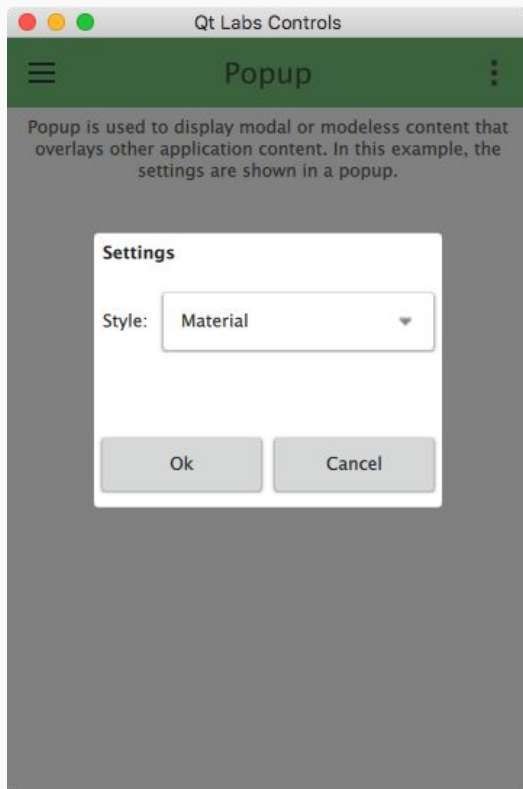 Qt Labs Controls
Popup
Popup is used to display modal or modeless content that
overlays other application content. In this example, the
settings are shown in a popup.
Settings
Style: Material
Ok Cancel